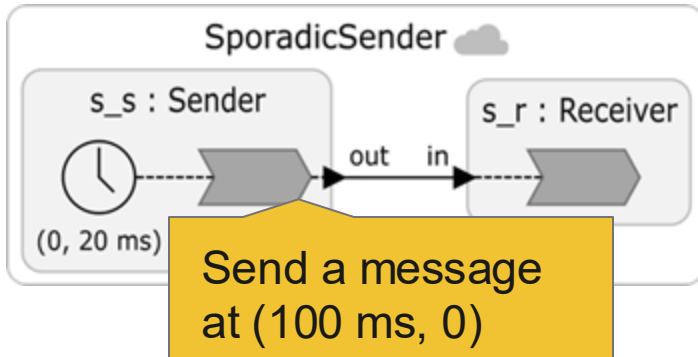 SporadicSender
s_s : Sender
s_r : Receiver
out
in
(0, 20 ms)
Send a message
at (100 ms, 0)